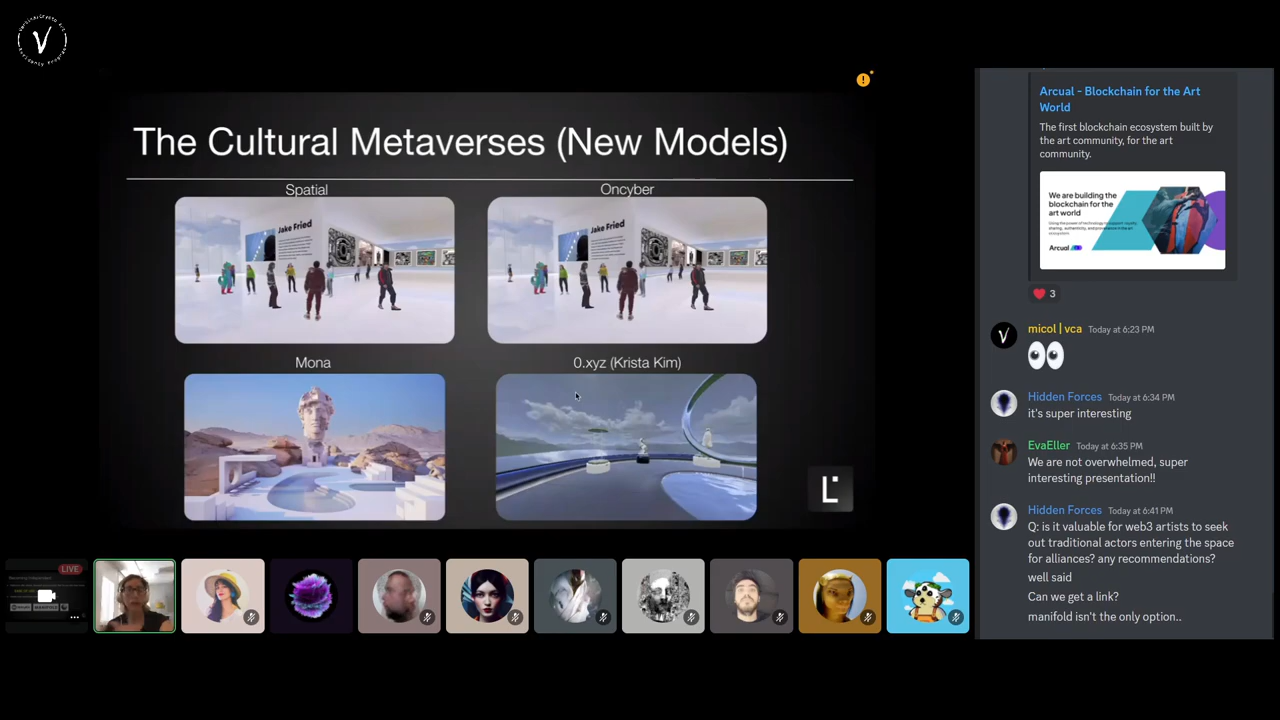 V
The Cultural Metaverses (New Models)
Spatial
Oncyber
Jake Fried
Jake Fried
Mona
0.xyz (Krista Kim)
L
LIVE
Arcual - Blockchain for the Art
World
The first blockchain ecosystem built by
the art community, for the art
community.
We are building the
blockchain for the
art world
Arcual
3
micol | vca Today at 6:23 PM
Hidden Forces Today at 6:34 PM
it's super interesting
EvaEller Today at 6:35 PM
We are not overwhelmed, super
interesting presentation!!
Hidden Forces Today at 6:41 PM
Q: is it valuable for web3 artists to seek
out traditional actors entering the space
for alliances? any recommendations?
well said
Can we get a link?
manifold isn't the only option..